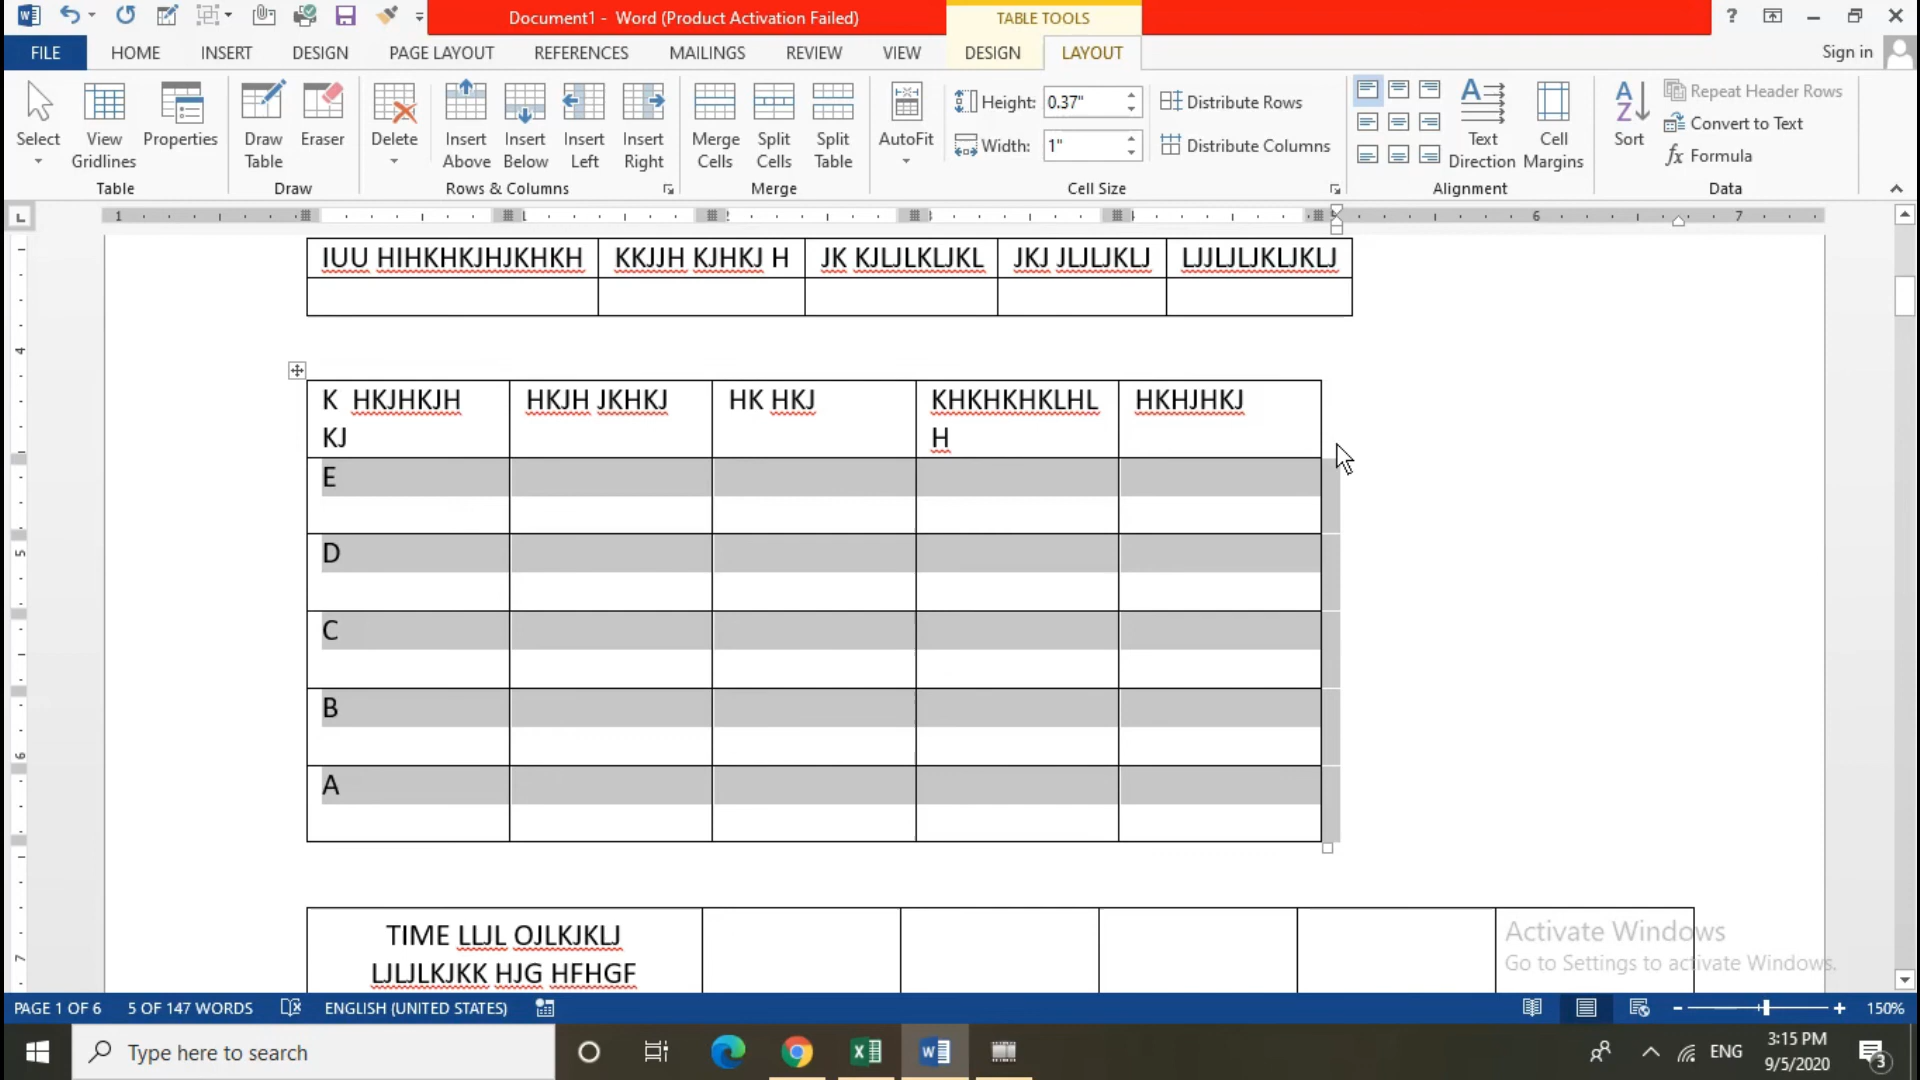 Document1 - Word (Product Activation Failed)
TABLE TOOLS
?
FILE
HOME
INSERT
DESIGN
PAGE LAYOUT
REFERENCES
MAILINGS
REVIEW
VIEW
DESIGN
LAYOUT
Sign in
Select
View
Gridlines
Properties
Draw
Table
Eraser
Delete
Insert
Above
Insert
Below
Insert
Left
Insert
Right
Merge
Cells
Split
Cells
Split
Table
AutoFit
Height: 0.37"
Width: 1"
Distribute Rows
Distribute Columns
Text
Direction
Cell
Margins
Sort
Repeat Header Rows
Convert to Text
Formula
Table
Draw
Rows & Columns
Merge
Cell Size
Alignment
Data
IUU HIHKHKJHJKHKH
KKJJH KJHKJ H
JK KJLJLKLJKL
JKJ JLJLJKLJ
LJJLJLJKLJKLJ
K HKJHKJH
KJ
HKJH JKHKJ
HK HKJ
KHKHKHKLHL
H
HKHJHKJ
E
D
C
B
A
TIME LLJL OJLKJKLJ
LJLJLKJKK HJG HFHGF
Activate Windows
Go to Settings to activate Windows.
PAGE 1 OF 6
5 OF 147 WORDS
ENGLISH (UNITED STATES)
150%
Type here to search
ENG
3:15 PM
9/5/2020
3